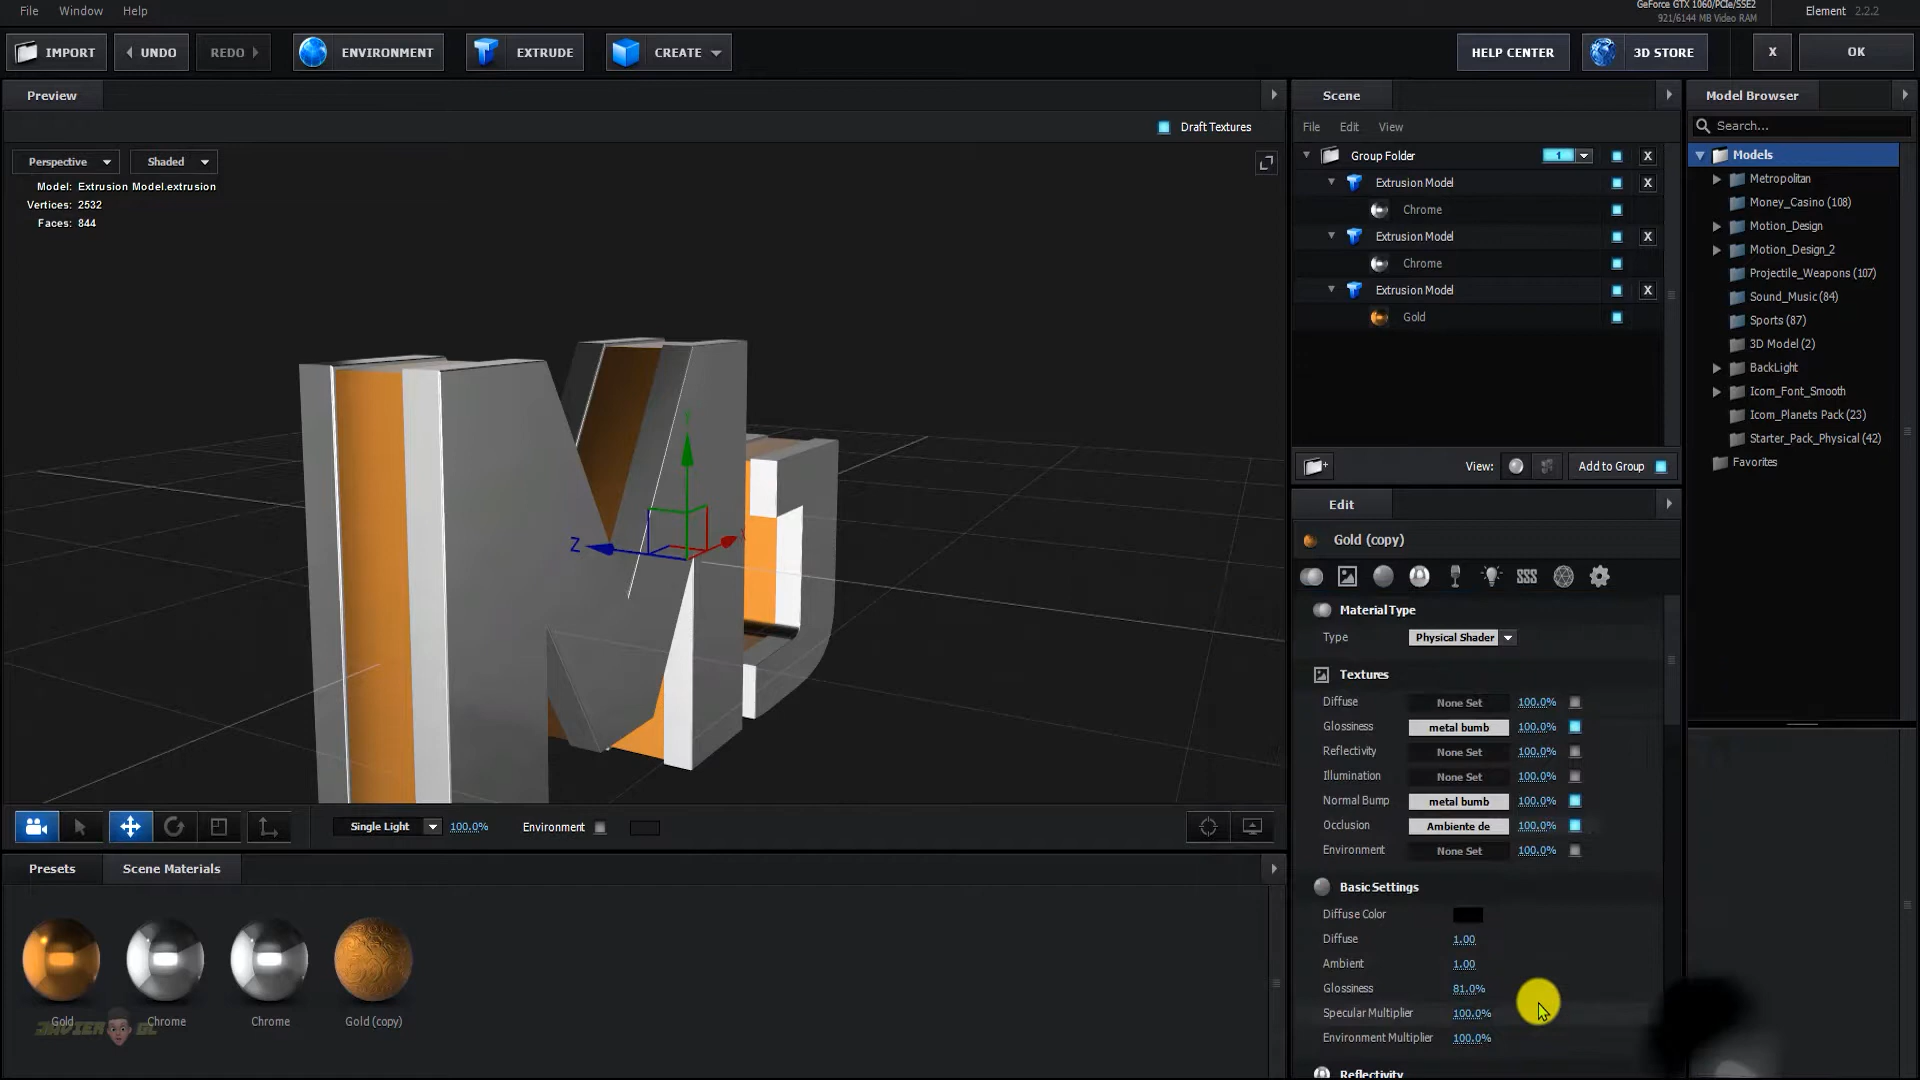 File Window Help
GeForce GTX 1060/PCIe/SSE2
921/6144 MB Video RAM
Element 2.2.2
IMPORT UNDO REDO ENVIRONMENT EXTRUDE CREATE HELP CENTER 3D STORE X OK
Preview
Draft Textures
Perspective Shaded
Model: Extrusion Model.extrusion
Vertices: 2532
Faces: 844
Z
Single Light 100.0% Environment
Presets Scene Materials
Gold Chrome Chrome Gold (copy)
JAVIER GL
Scene
File Edit View
Group Folder 1 X
Extrusion Model X
Chrome
Extrusion Model X
Chrome
Extrusion Model X
Gold
View: Add to Group
Edit
Gold (copy)
SSS
Material Type
Type Physical Shader
Textures
Diffuse None Set 100.0%
Glossiness metal bumb 100.0%
Reflectivity None Set 100.0%
Illumination None Set 100.0%
Normal Bump metal bumb 100.0%
Occlusion Ambiente de 100.0%
Environment None Set 100.0%
Basic Settings
Diffuse Color
Diffuse 1.00
Ambient 1.00
Glossiness 81.0%
Specular Multiplier 100.0%
Environment Multiplier 100.0%
Reflectivity
Model Browser
Search...
Models
Metropolitan
Money_Casino (108)
Motion_Design
Motion_Design_2
Projectile_Weapons (107)
Sound_Music (84)
Sports (87)
3D Model (2)
BackLight
Icom_Font_Smooth
Icom_Planets Pack (23)
Starter_Pack_Physical (42)
Favorites